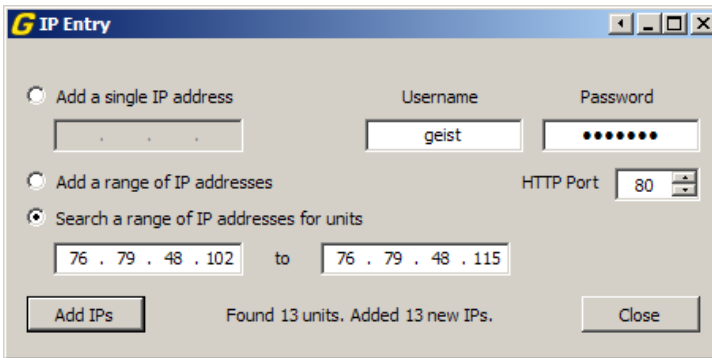 G IP Entry
Add a single IP address Username Password
. . . geist •••••••
Add a range of IP addresses HTTP Port 80
Search a range of IP addresses for units
76 . 79 . 48 . 102 to 76 . 79 . 48 . 115
Add IPs Found 13 units. Added 13 new IPs. Close